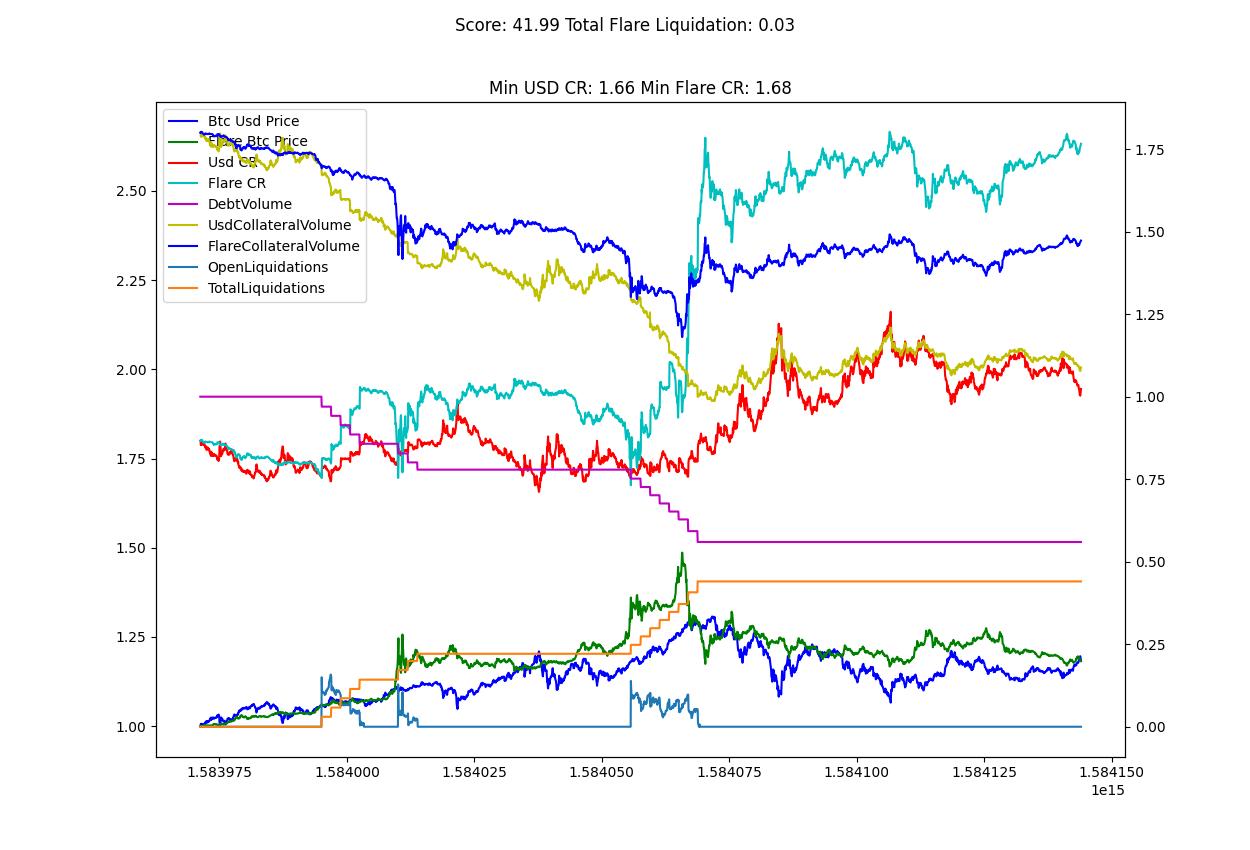 Score: 41.99 Total Flare Liquidation: 0.03
Min USD CR: 1.66 Min Flare CR: 1.68
Btc Usd Price
Flare Btc Price
Usd CR
Flare CR
DebtVolume
UsdCollateralVolume
FlareCollateralVolume
OpenLiquidations
TotalLiquidations
2.50
2.25
2.00
1.75
1.50
1.25
1.00
1.75
1.50
1.25
1.00
0.75
0.50
0.25
0.00
1.583975 1.584000 1.584025 1.584050 1.584075 1.584100 1.584125 1.584150
1e15